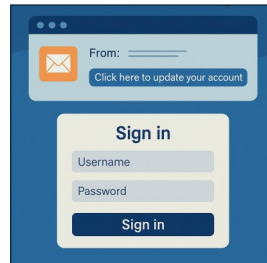 From:
Click here to update your account
Sign in
Username
Password
Sign in